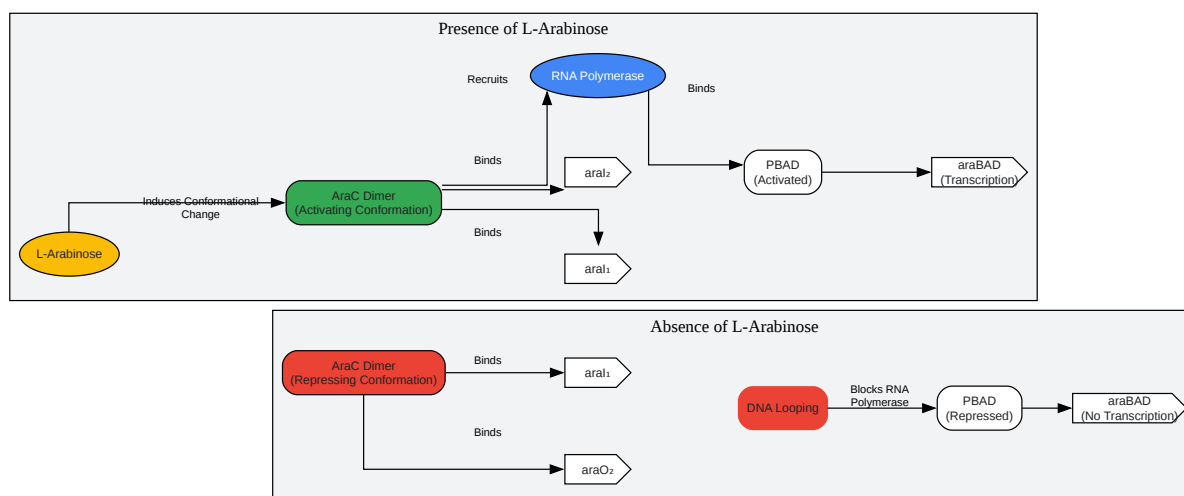 Presence of L-Arabinose
Recruits
RNA Polymerase
Binds
Binds
araI₂
PBAD
(Activated)
araBAD
(Transcription)
Induces Conformational
Change
AraC Dimer
(Activating Conformation)
Binds
L-Arabinose
araI₁
Absence of L-Arabinose
AraC Dimer
(Repressing Conformation)
Binds
araI₁
DNA Looping
Blocks RNA
Polymerase
PBAD
(Repressed)
araBAD
(No Transcription)
Binds
araO₂